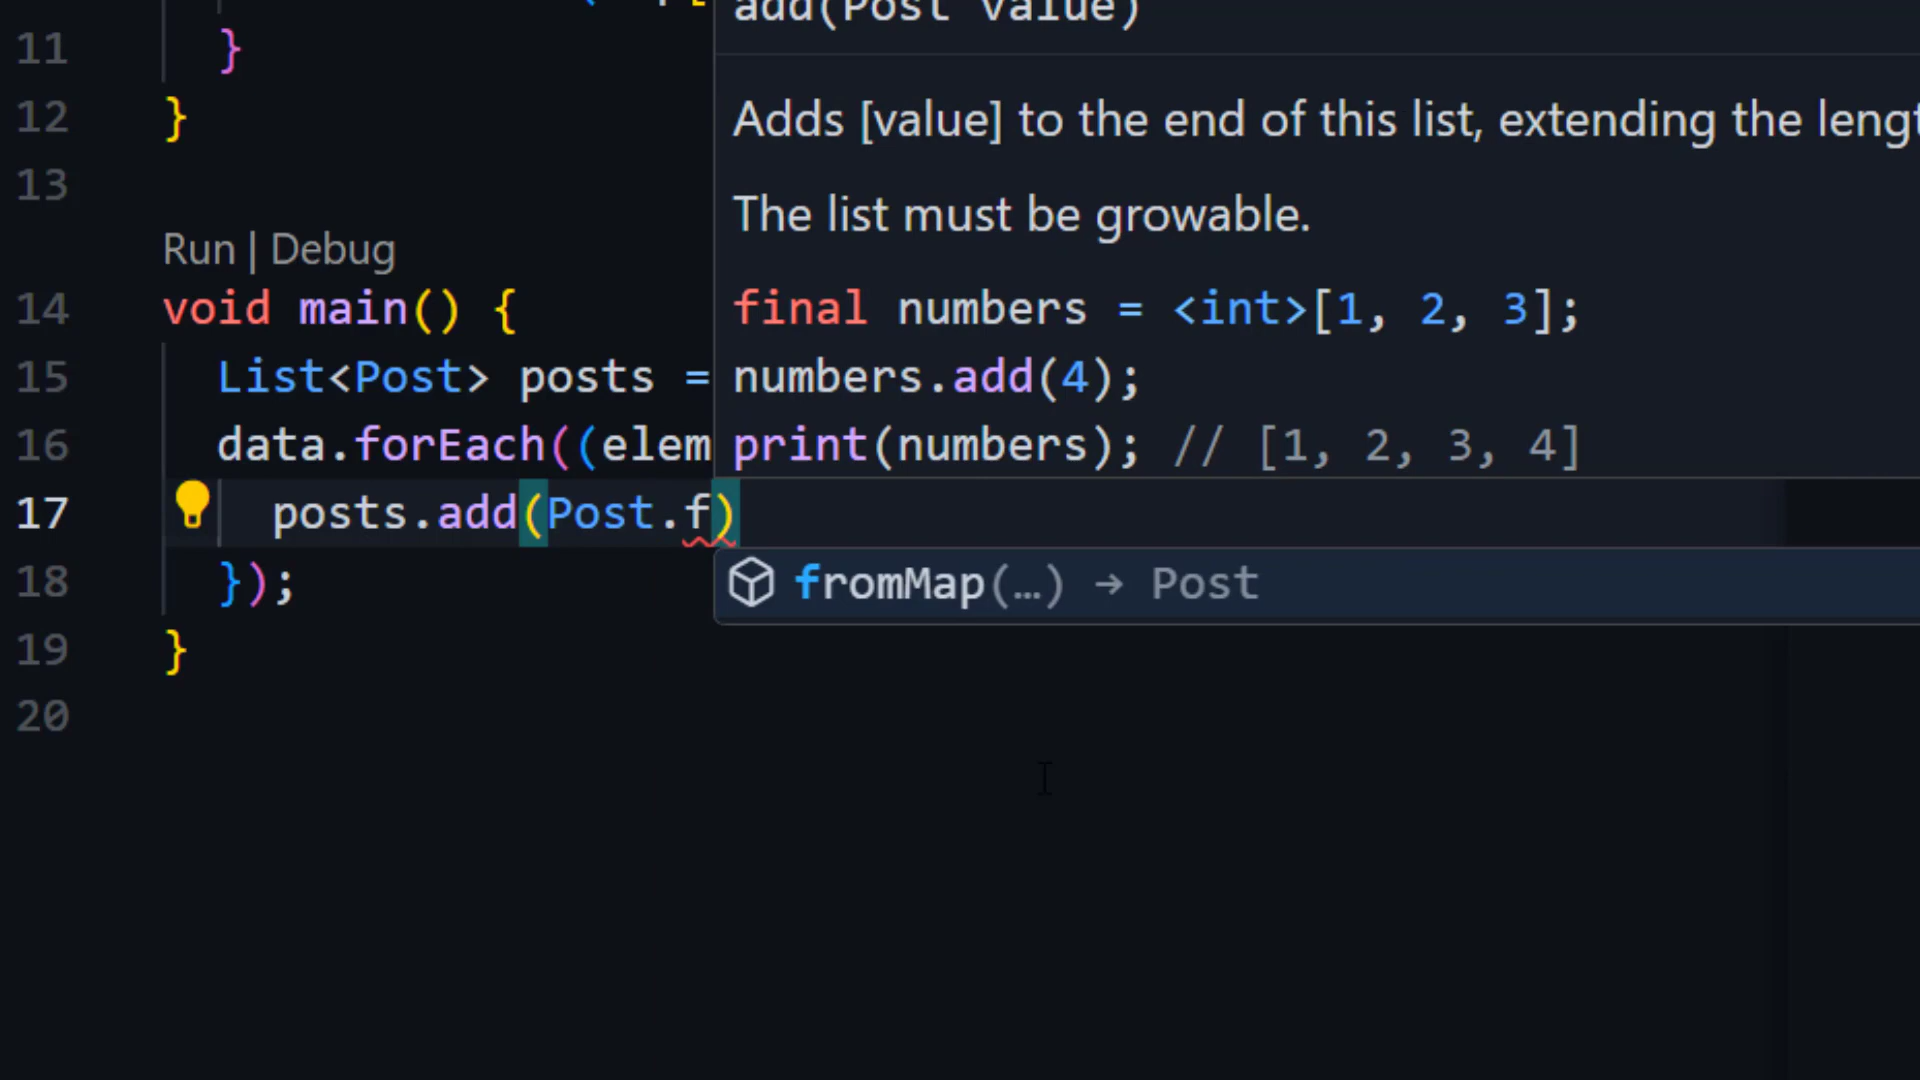 add(Post value)
11 }
Adds [value] to the end of this list, extending the
12 }
13
The list must be growable.
Run | Debug
14 void main() {
final numbers = <int>[1, 2, 3];
15 List<Post> posts =
numbers.add(4);
16 data.forEach((elem
print(numbers); // [1, 2, 3, 4]
17 posts.add(Post.f)
18 });
fromMap(…) → Post
19 }
20